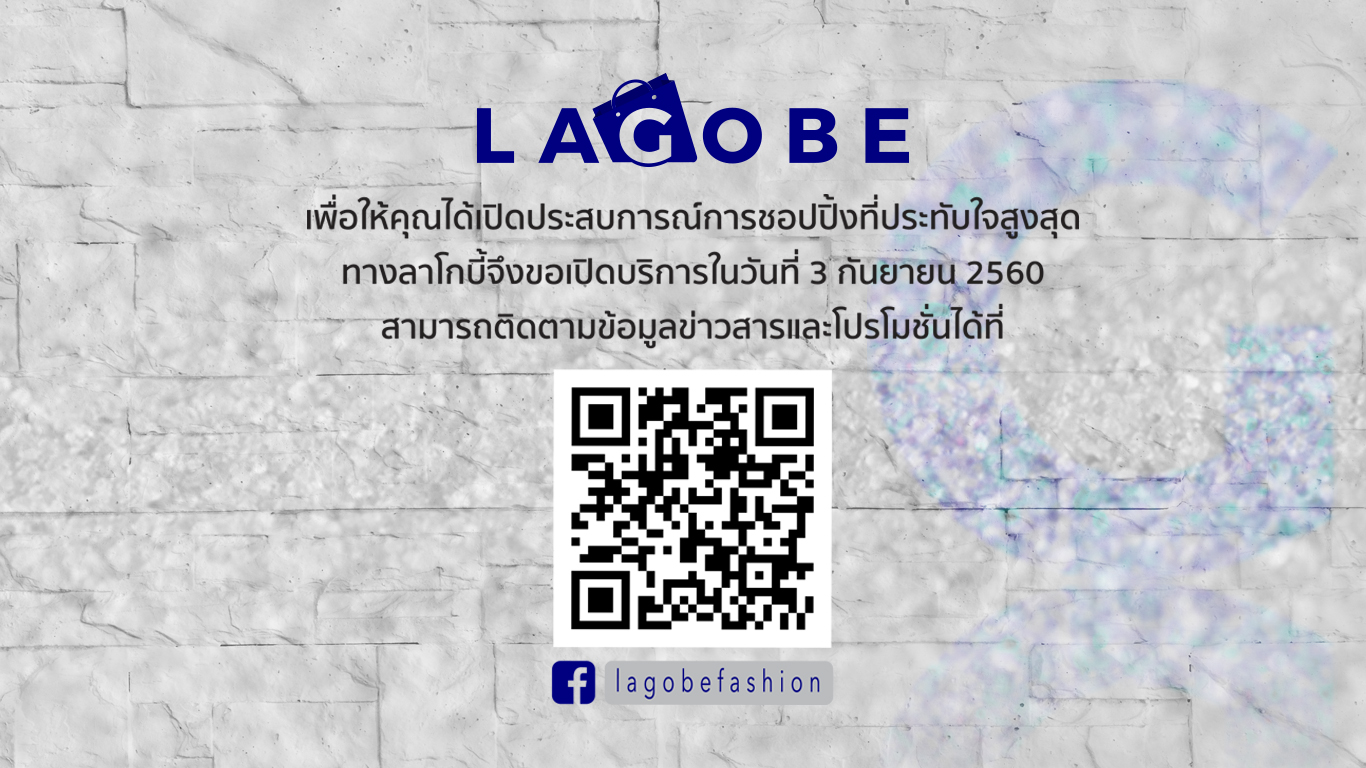 LAGOBE
เพื่อให้คุณได้เปิดประสบการณ์การชอปปิ้งที่ประทับใจสูงสุด
ทางลาโกบี้จึงขอเปิดบริการในวันที่ 3 กันยายน 2560
สามารถติดตามข้อมูลข่าวสารและโปรโมชั่นได้ที่
lagobefashion